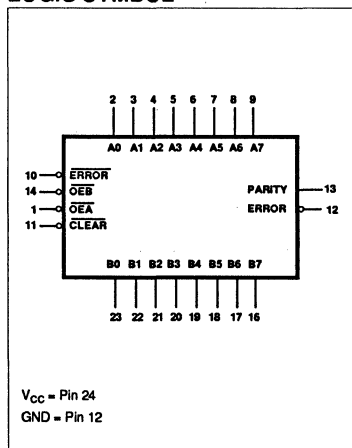 LOGIC SYMBOL
2 3 4 5 6 7 8 9
A0 A1 A2 A3 A4 A5 A6 A7
10 ERROR
14 OEB
1 OEA
11 CLEAR
PARITY 13
ERROR 12
B0 B1 B2 B3 B4 B5 B6 B7
23 22 21 20 19 18 17 16
VCC = Pin 24
GND = Pin 12